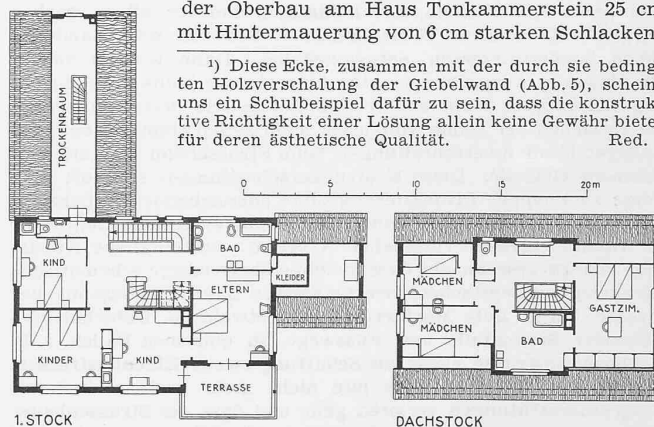 der Oberbau am Haus Tonkammerstein 25 cm
mit Hintermauerung von 6 cm starken Schlacken
¹) Diese Ecke, zusammen mit der durch sie beding
ten Holzverschalung der Giebelwand (Abb. 5), schein
uns ein Schulbeispiel dafür zu sein, dass die konstruk
tive Richtigkeit einer Lösung allein keine Gewähr biete
für deren ästhetische Qualität. Red.
0 5 10 15 20 m
TROCKENRAUM
KIND
BAD
KLEIDER
ELTERN
KINDER
KIND
TERRASSE
1. STOCK
MÄDCHEN
GASTZIM.
MÄDCHEN
BAD
DACHSTOCK